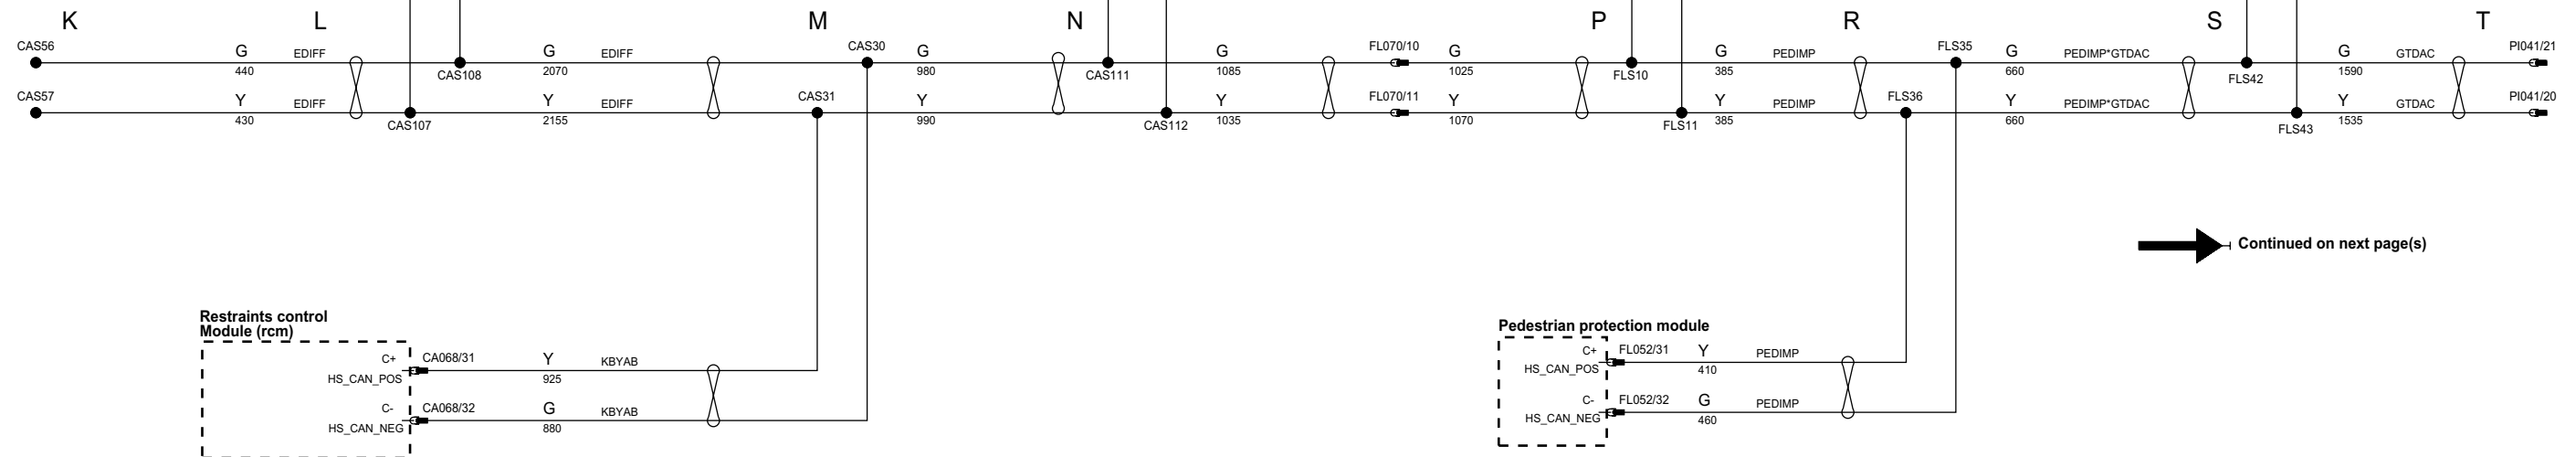 K L M N P R S T
CAS56 G EDIFF G EDIFF CAS30 G G FL070/10 G G PEDIMP FLS35 G PEDIMP*GTDAC G GTDAC PI041/21
440 CAS108 2070 980 CAS111 1085 1025 FLS10 385 660 FLS42 1590
CAS57 Y EDIFF Y EDIFF CAS31 Y Y FL070/11 Y Y PEDIMP FLS36 Y PEDIMP*GTDAC Y GTDAC PI041/20
430 CAS107 2155 990 CAS112 1035 1070 FLS11 385 660 FLS43 1535
Continued on next page(s)
Restraints control
Module (rcm)
C+ CA068/31 Y KBYAB
HS_CAN_POS 925
C- CA068/32 G KBYAB
HS_CAN_NEG 880
Pedestrian protection module
C+ FL052/31 Y PEDIMP
HS_CAN_POS 410
C- FL052/32 G PEDIMP
HS_CAN_NEG 460